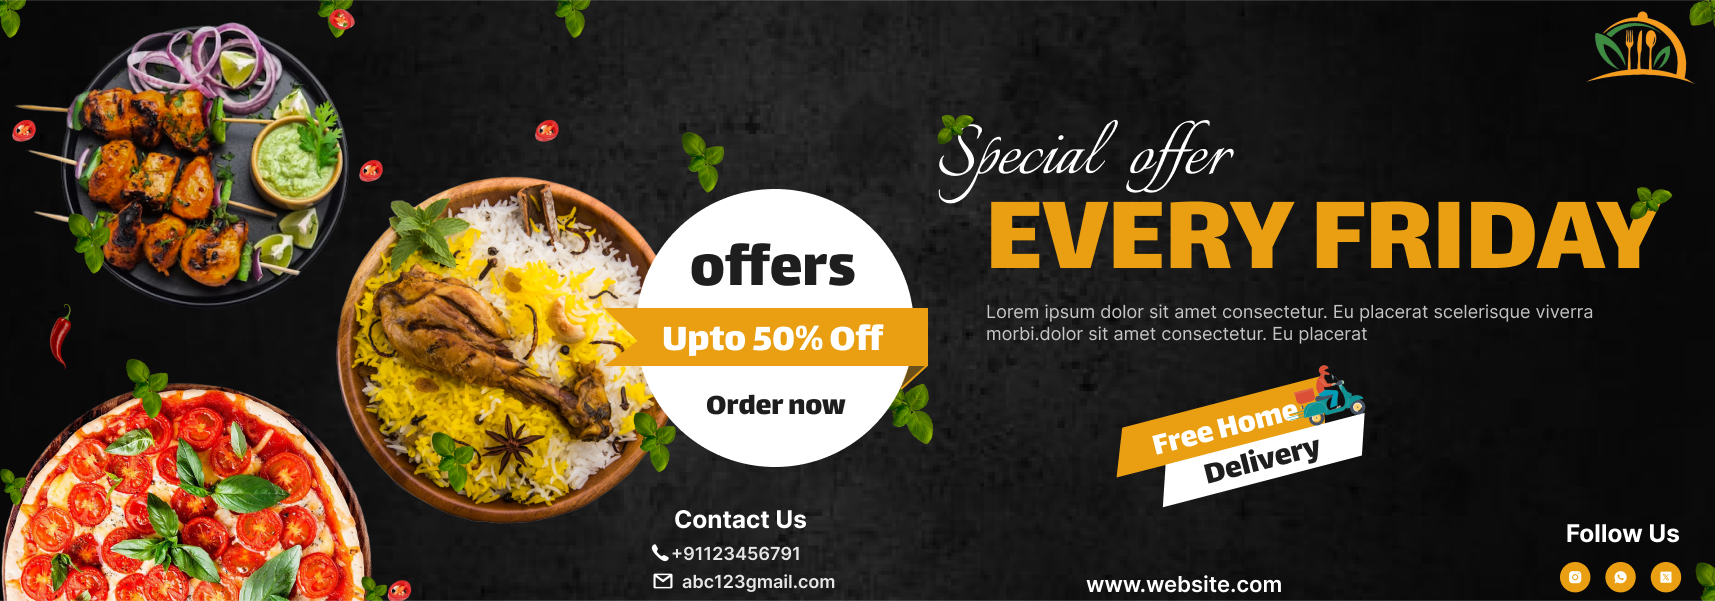 Special offer
EVERY FRIDAY
Lorem ipsum dolor sit amet consectetur. Eu placerat scelerisque viverra
morbi.dolor sit amet consectetur. Eu placerat
offers
Upto 50% Off
Order now
Free Home
Delivery
Contact Us
+91123456791
abc123gmail.com
www.website.com
Follow Us